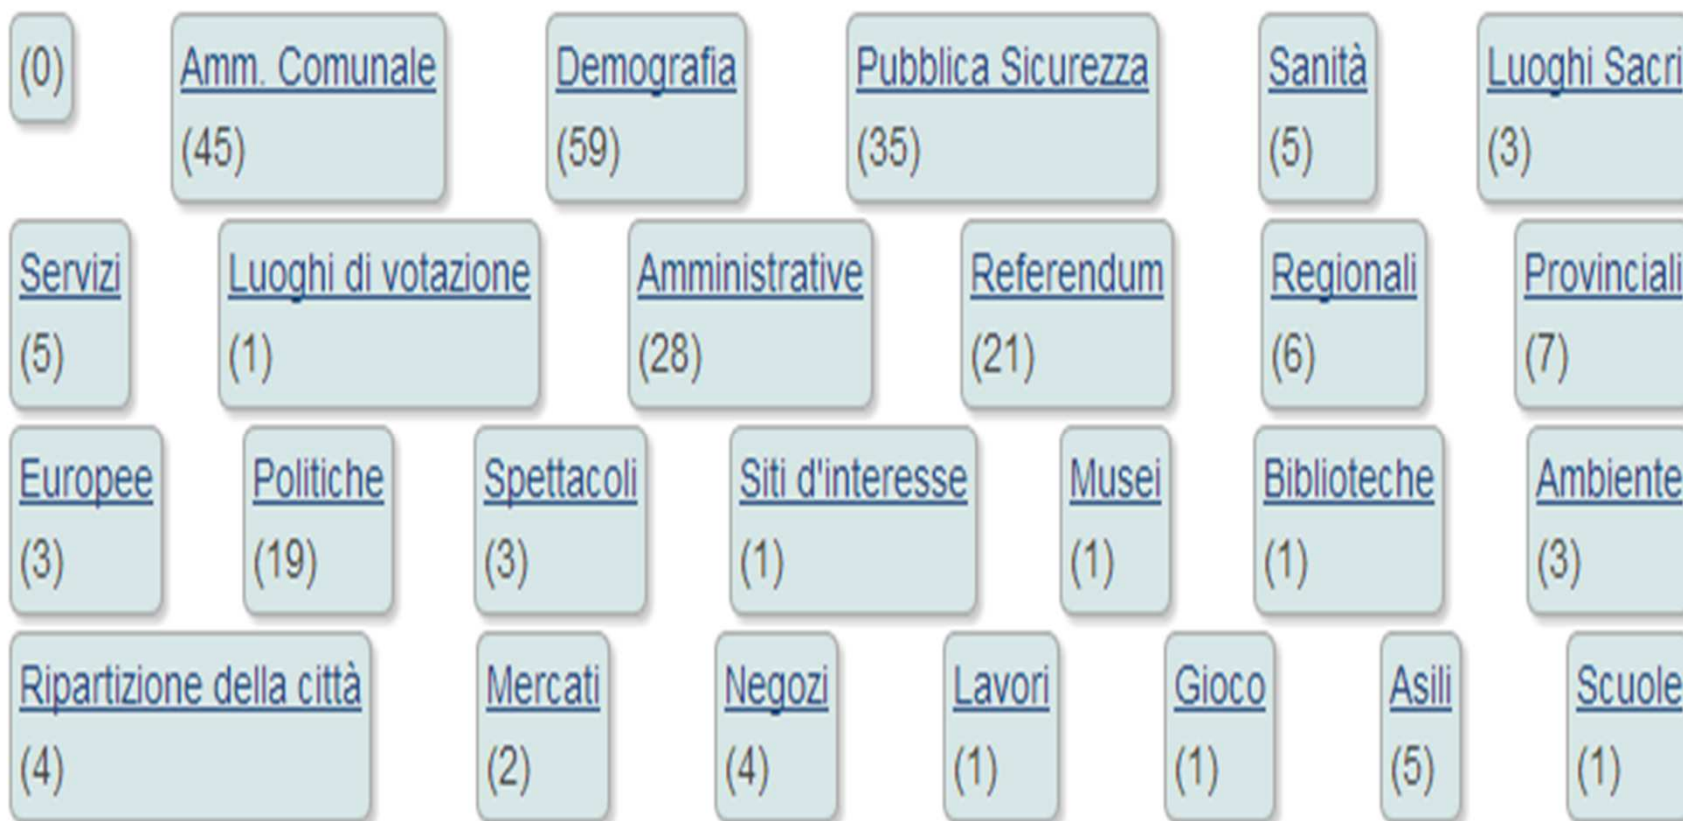 (0) Amm. Comunale Demografia Pubblica Sicurezza Sanità Luoghi Sacri
(45) (59) (35) (5) (3)
Servizi Luoghi di votazione Amministrative Referendum Regionali Provinciali
(5) (1) (28) (21) (6) (7)
Europee Politiche Spettacoli Siti d'interesse Musei Biblioteche Ambiente
(3) (19) (3) (1) (1) (1) (3)
Ripartizione della città Mercati Negozi Lavori Gioco Asili Scuole
(4) (2) (4) (1) (1) (5) (1)